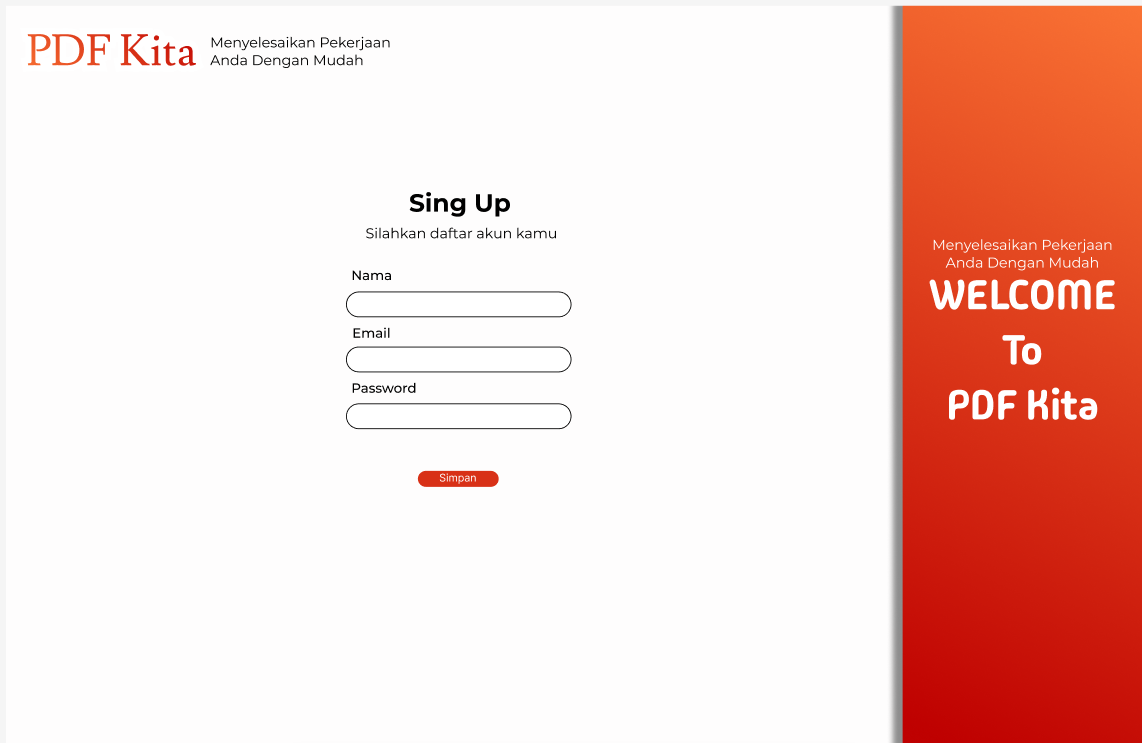 PDF Kita
Menyelesaikan Pekerjaan
Anda Dengan Mudah
Sing Up
Silahkan daftar akun kamu
Nama
Email
Password
Simpan
Menyelesaikan Pekerjaan
Anda Dengan Mudah
WELCOME
To
PDF Kita